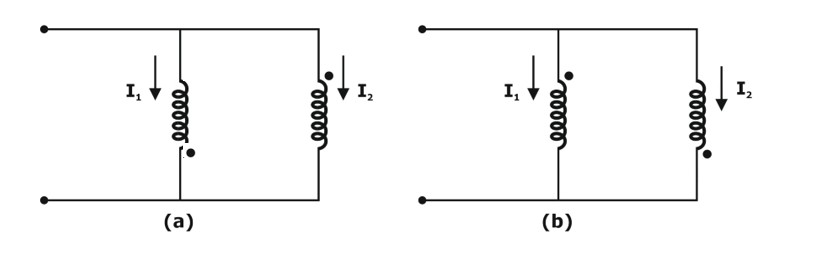 I₁ I₂ I₁ I₂
(a) (b)